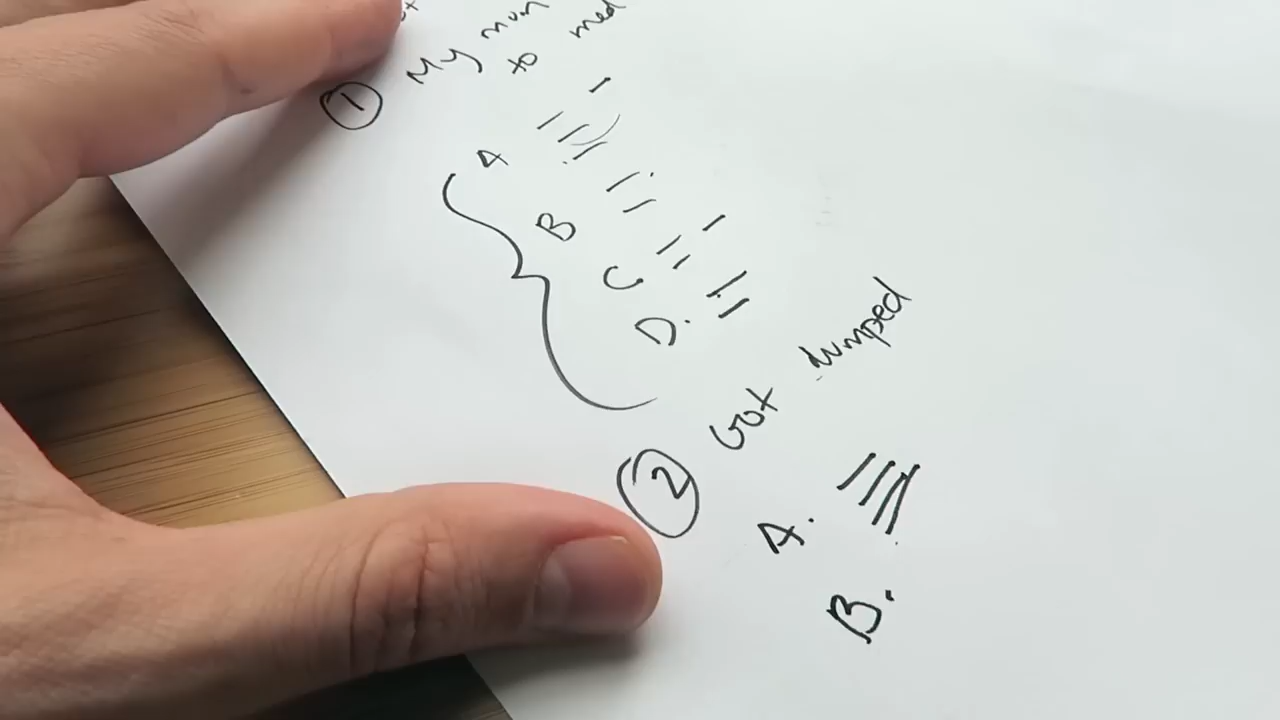 ① My mum
to med
A
B
C
D.
② Got dumped
A.
B.